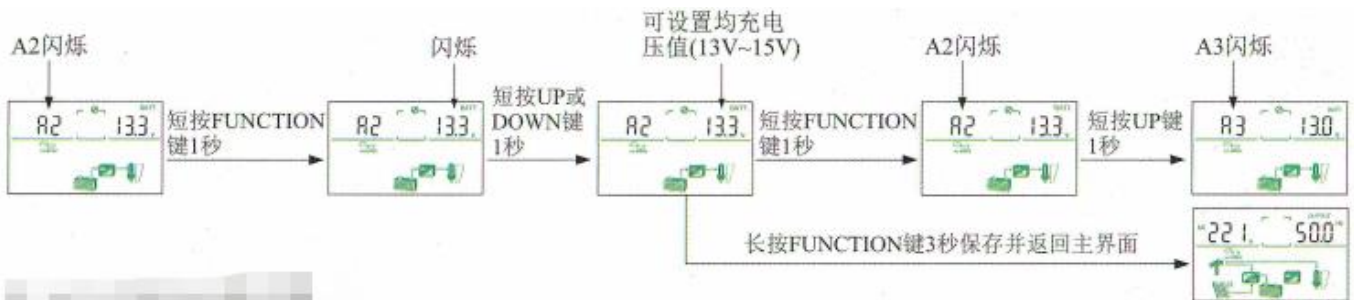 可设置均充电
压值(13V~15V)
A2闪烁
闪烁
A2闪烁
A3闪烁
A2 13.3
短按FUNCTION
键1秒
A2 13.3
短按UP或
DOWN键
1秒
A2 13.3
短按FUNCTION
键1秒
A2 13.3
短按UP键
1秒
A3 13.0
长按FUNCTION键3秒保存并返回主界面
221 50.0